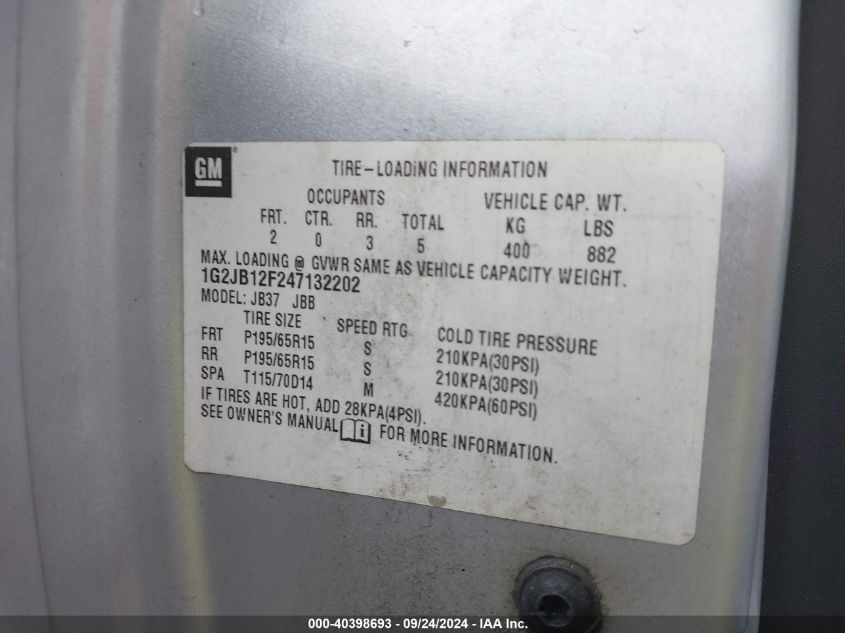 GM
TIRE-LOADING INFORMATION
OCCUPANTS VEHICLE CAP. WT.
FRT. CTR. RR. TOTAL KG LBS
2 0 3 5 400 882
MAX. LOADING @ GVWR SAME AS VEHICLE CAPACITY WEIGHT.
1G2JB12F247132202
MODEL: JB37 JBB
TIRE SIZE SPEED RTG COLD TIRE PRESSURE
FRT P195/65R15 S 210KPA(30PSI)
RR P195/65R15 S 210KPA(30PSI)
SPA T115/70D14 M 420KPA(60PSI)
IF TIRES ARE HOT, ADD 28KPA(4PSI).
SEE OWNER'S MANUAL FOR MORE INFORMATION.
000-40398693 - 09/24/2024 - IAAI Inc.